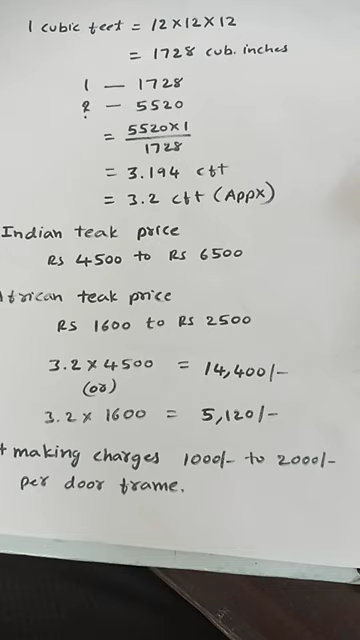 1 cubic feet = 12×12×12
= 1728 cub. inches
1 — 1728
? — 5520
= 5520×1
1728
= 3.194 cft
= 3.2 cft (Appx)
Indian teak price
Rs 4500 to Rs 6500
African teak price
RS 1600 to RS 2500
3.2 × 4500 = 14,400/-
(or)
3.2 × 1600 = 5,120/-
+ making charges 1000/- to 2000/-
per door frame.